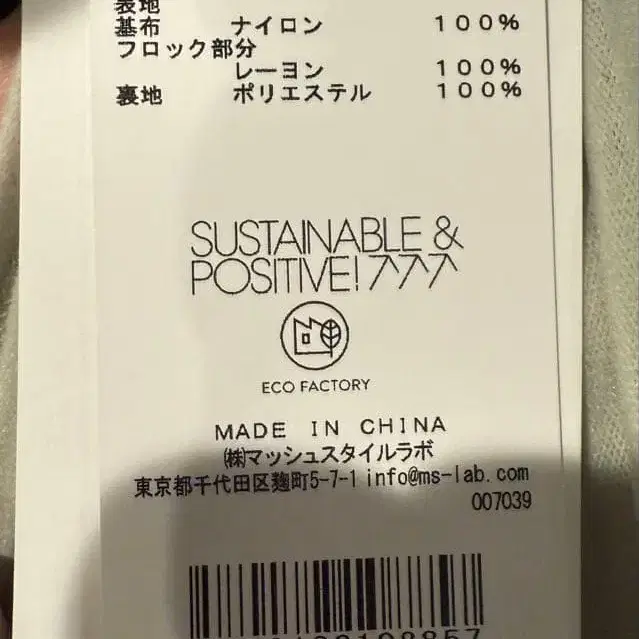 表地
基布 ナイロン 100%
フロック部分
レーヨン 100%
裏地 ポリエステル 100%
SUSTAINABLE &
POSITIVE! ↗↗↗
ECO FACTORY
MADE IN CHINA
㈱マッシュスタイルラボ
東京都千代田区麹町5-7-1 info@ms-lab.com
007039